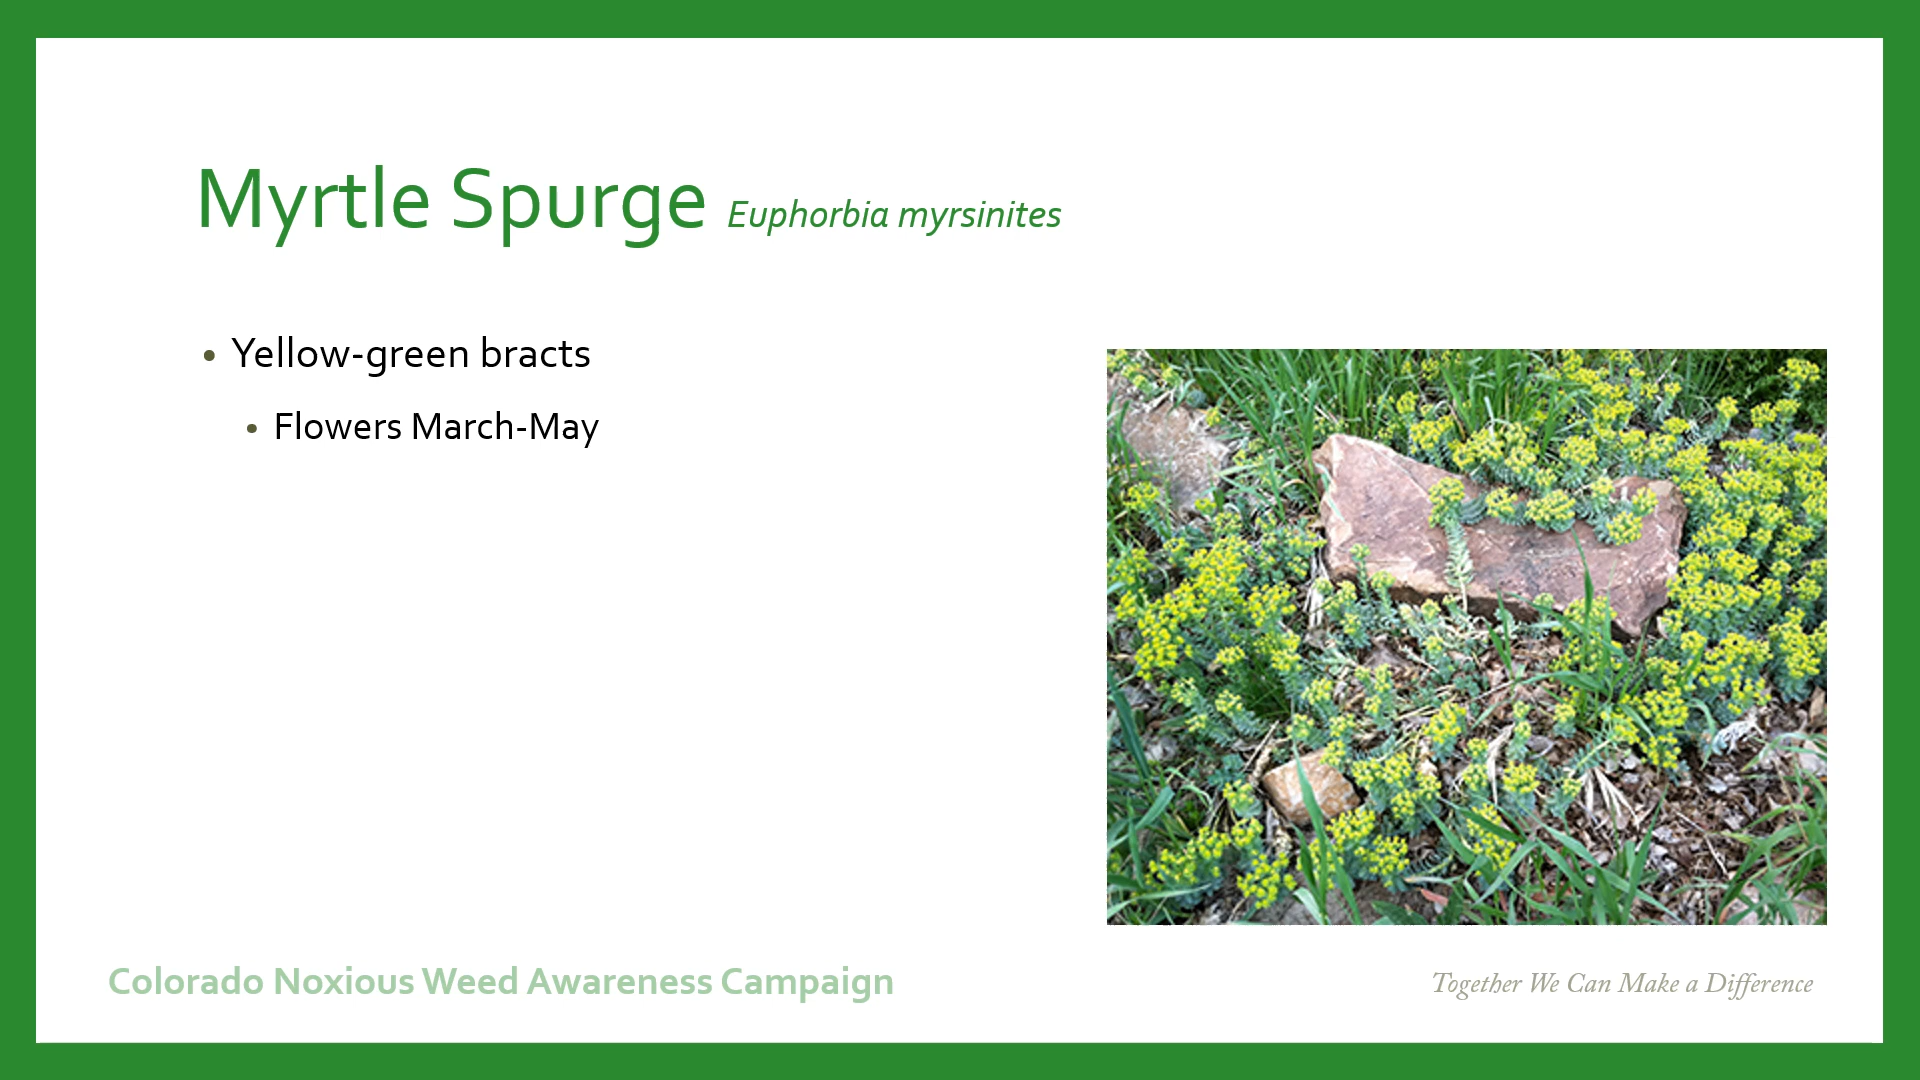 Myrtle Spurge Euphorbia myrsinites
• Yellow-green bracts
• Flowers March-May
Colorado Noxious Weed Awareness Campaign
Together We Can Make a Difference